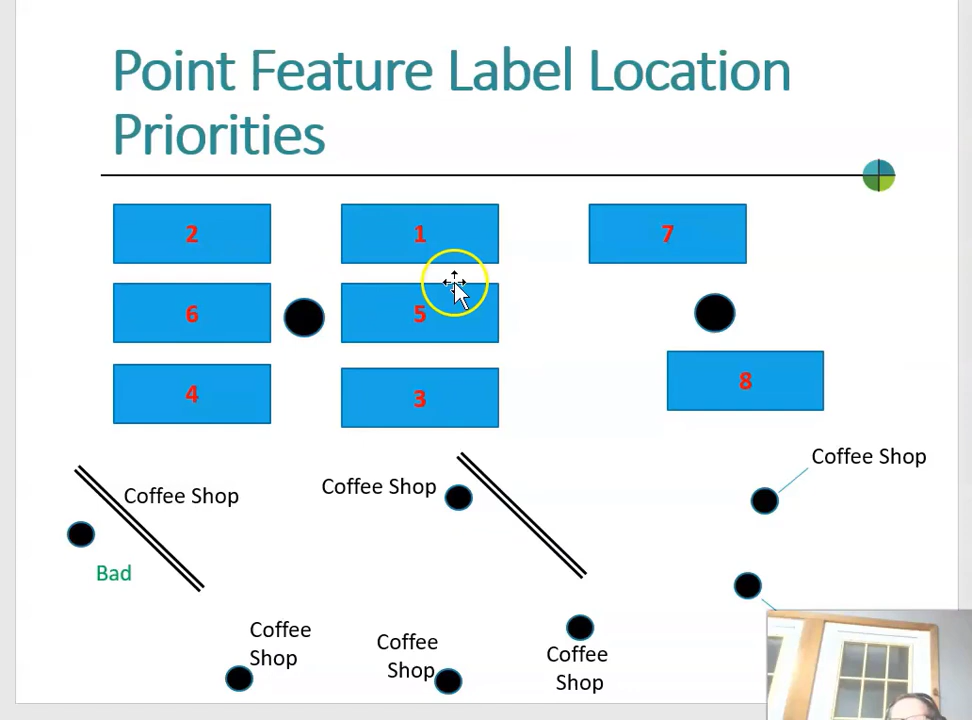 Point Feature Label Location
Priorities
2
1
7
6
5
4
3
8
Coffee Shop
Bad
Coffee Shop
Coffee Shop
Coffee
Shop
Coffee
Shop
Coffee
Shop